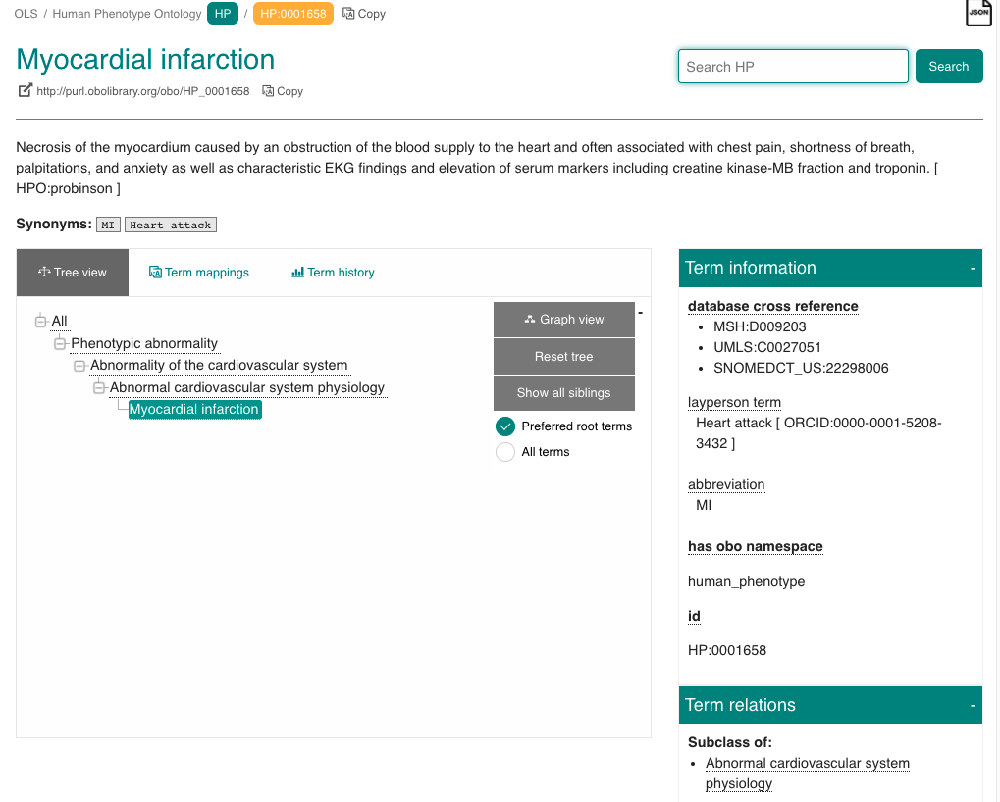 OLS / Human Phenotype Ontology HP / HP:0001658 Copy
JSON
Myocardial infarction
Search HP
Search
http://purl.obolibrary.org/obo/HP_0001658 Copy
Necrosis of the myocardium caused by an obstruction of the blood supply to the heart and often associated with chest pain, shortness of breath,
palpitations, and anxiety as well as characteristic EKG findings and elevation of serum markers including creatine kinase-MB fraction and troponin. [
HPO:probinson ]
Synonyms: MI Heart attack
Tree view
Term mappings
Term history
All
Phenotypic abnormality
Abnormality of the cardiovascular system
Abnormal cardiovascular system physiology
Myocardial infarction
-
Graph view
Reset tree
Show all siblings
Preferred root terms
All terms
Term information -
database cross reference
• MSH:D009203
• UMLS:C0027051
• SNOMEDCT_US:22298006
layperson term
Heart attack [ ORCID:0000-0001-5208-
3432 ]
abbreviation
MI
has obo namespace
human_phenotype
id
HP:0001658
Term relations -
Subclass of:
• Abnormal cardiovascular system
physiology